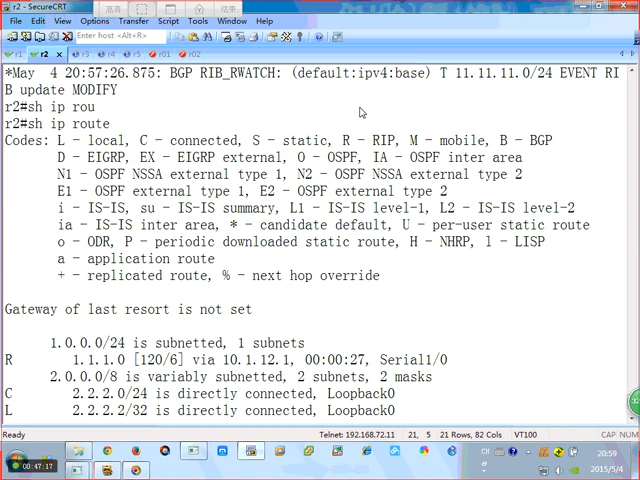 r2 - SecureCRT
File Edit View Options Transfer Script Tools Window Help
Enter host <Alt+R>
r1 r2 × r3 r4 r5 r01 r02
*May  4 20:57:26.875: BGP RIB_RWATCH: (default:ipv4:base) T 11.11.11.0/24 EVENT RI
B update MODIFY
r2#sh ip rou
r2#sh ip route
Codes: L - local, C - connected, S - static, R - RIP, M - mobile, B - BGP
D - EIGRP, EX - EIGRP external, O - OSPF, IA - OSPF inter area
N1 - OSPF NSSA external type 1, N2 - OSPF NSSA external type 2
E1 - OSPF external type 1, E2 - OSPF external type 2
i - IS-IS, su - IS-IS summary, L1 - IS-IS level-1, L2 - IS-IS level-2
ia - IS-IS inter area, * - candidate default, U - per-user static route
o - ODR, P - periodic downloaded static route, H - NHRP, l - LISP
a - application route
+ - replicated route, % - next hop override
Gateway of last resort is not set
1.0.0.0/24 is subnetted, 1 subnets
R 1.1.1.0 [120/6] via 10.1.12.1, 00:00:27, Serial1/0
2.0.0.0/8 is variably subnetted, 2 subnets, 2 masks
C 2.2.2.0/24 is directly connected, Loopback0
L 2.2.2.2/32 is directly connected, Loopback0
32
Ready Telnet: 192.168.72.11 21, 5 21 Rows, 82 Cols VT100 CAP NUM
00:47:17
CH
20:59
2015/5/4